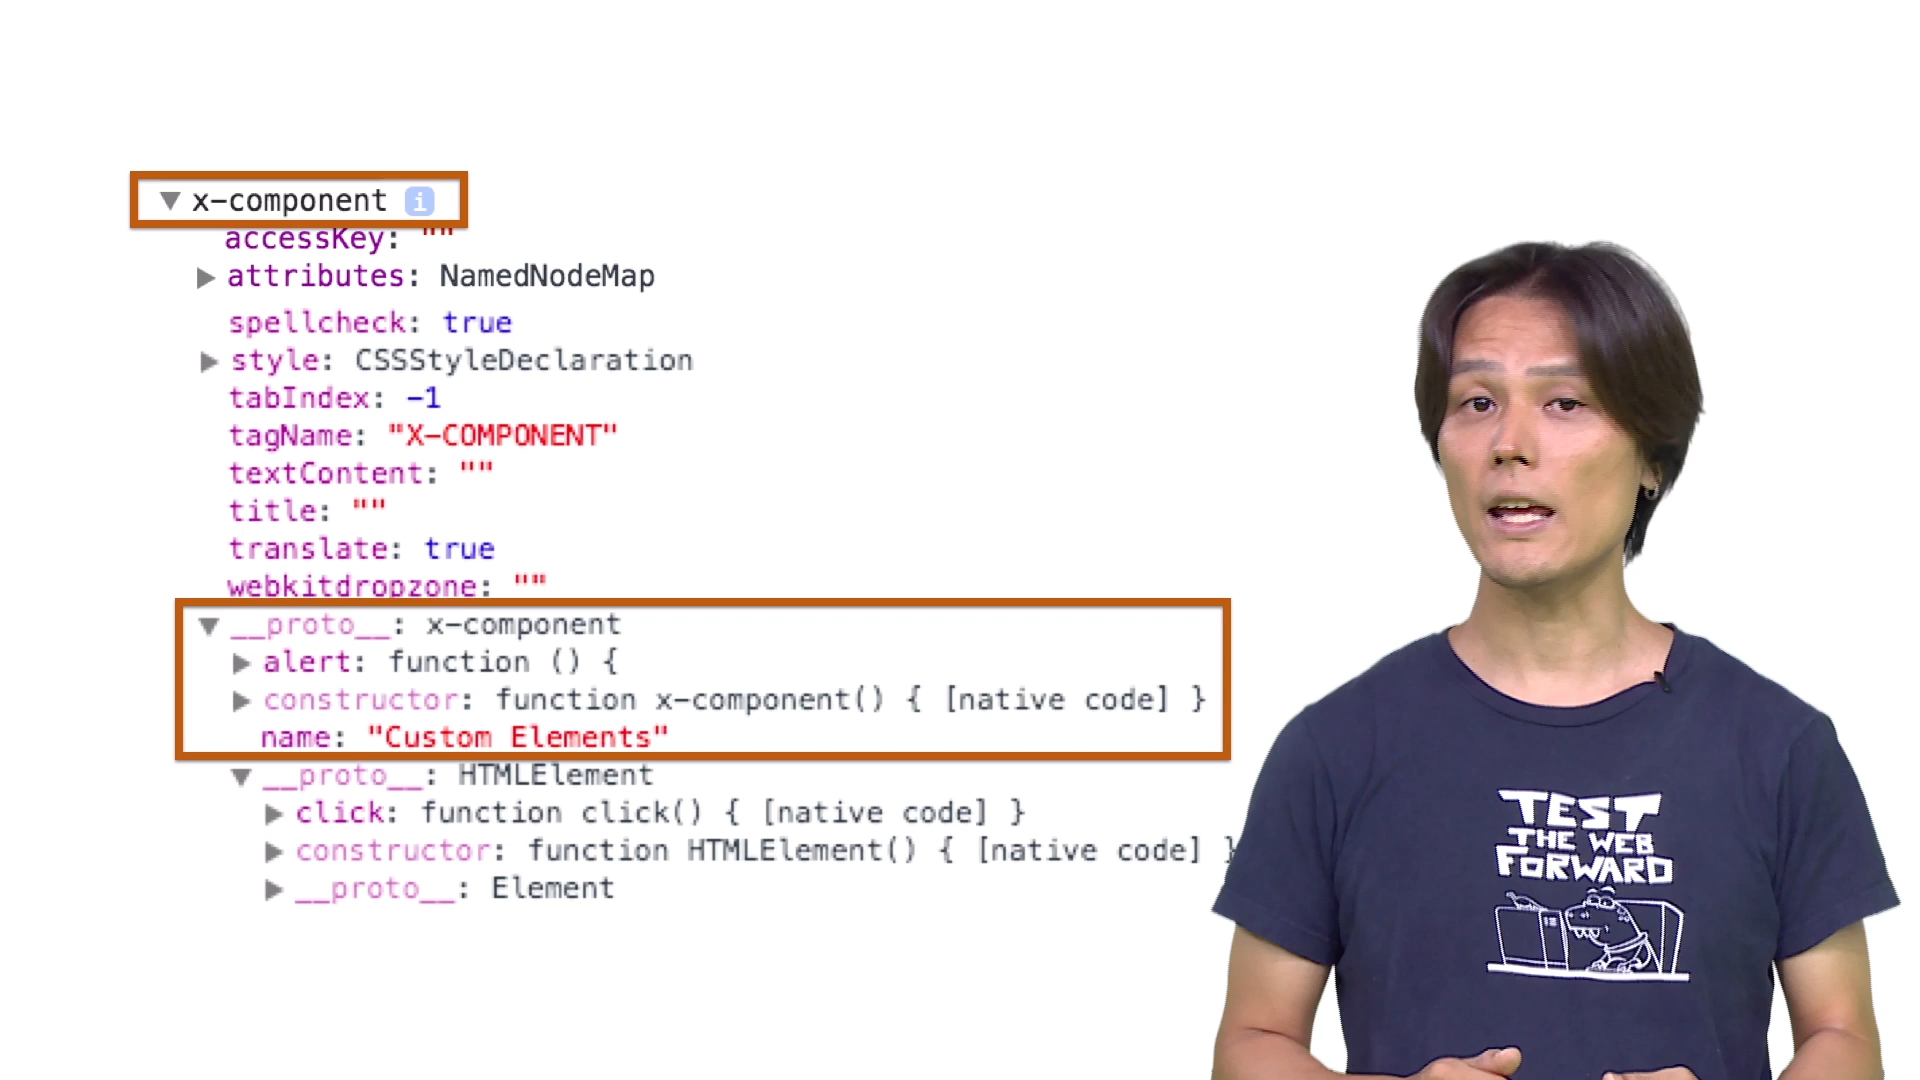 x-component i
accessKey: ""
attributes: NamedNodeMap
spellcheck: true
style: CSSStyleDeclaration
tabIndex: -1
tagName: "X-COMPONENT"
textContent: ""
title: ""
translate: true
webkitdropzone: ""
__proto__: x-component
alert: function () {
constructor: function x-component() { [native code] }
name: "Custom Elements"
__proto__: HTMLElement
click: function click() { [native code] }
constructor: function HTMLElement() { [native code] }
__proto__: Element
TEST
THE WEB
FORWARD